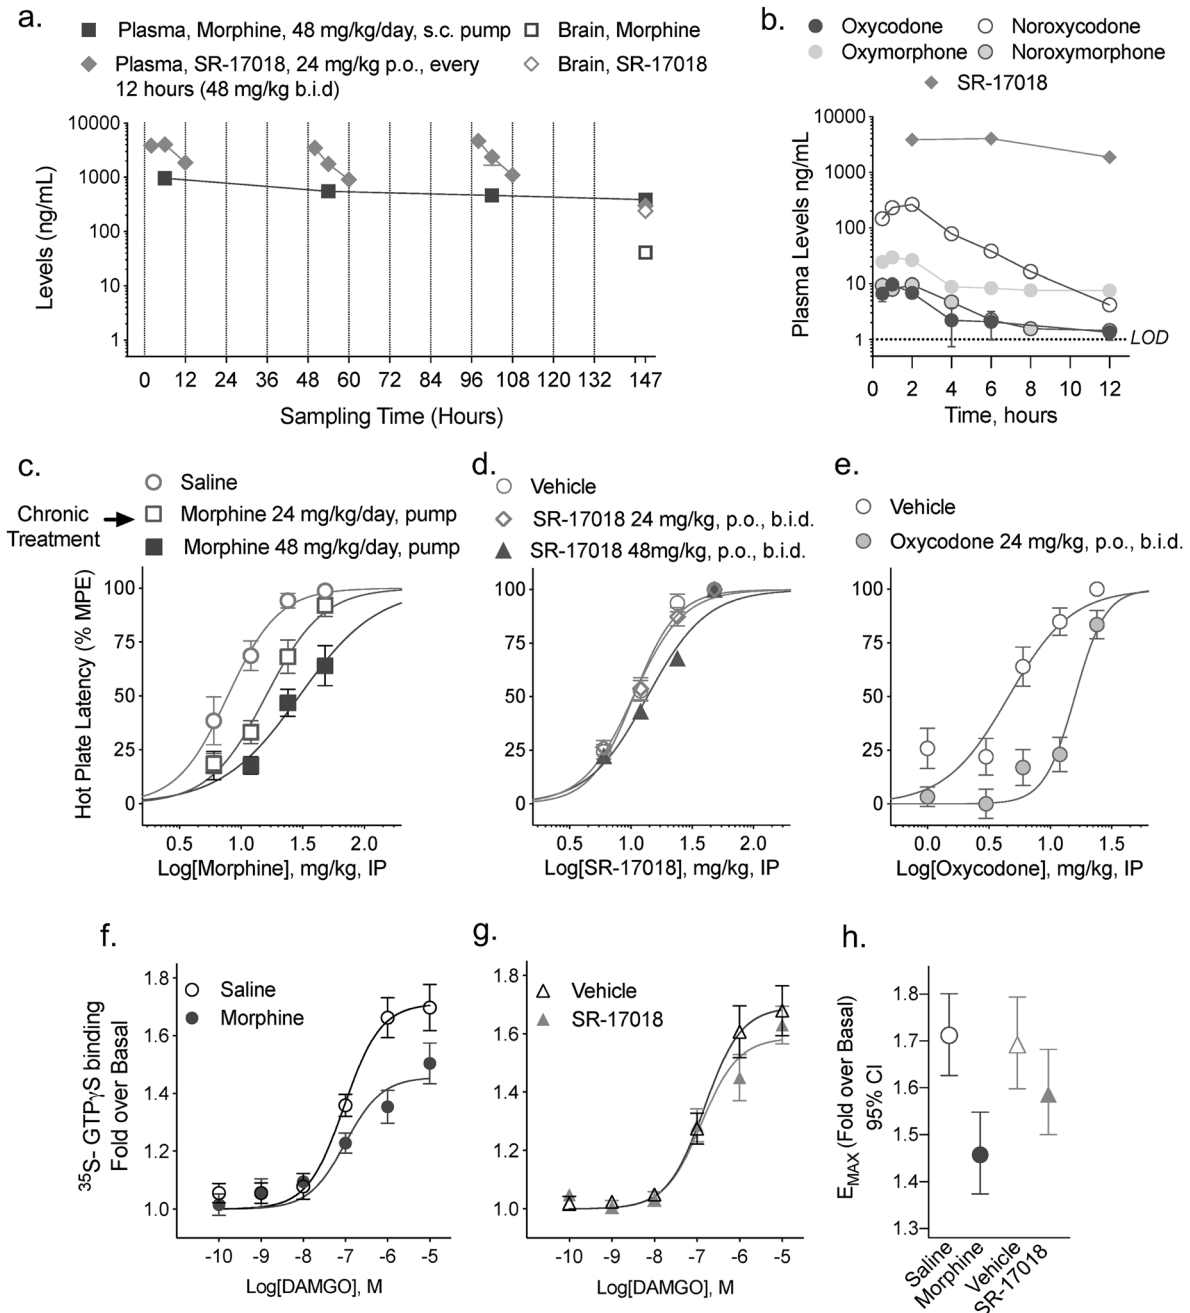 a.
Plasma, Morphine, 48 mg/kg/day, s.c. pump
Brain, Morphine
Plasma, SR-17018, 24 mg/kg p.o., every
12 hours (48 mg/kg b.i.d)
Brain, SR-17018
10000
1000
100
10
1
Levels (ng/mL)
0 12 24 36 48 60 72 84 96 108 120 132 147
Sampling Time (Hours)
b.
Oxycodone
Noroxycodone
Oxymorphone
Noroxymorphone
SR-17018
10000
1000
100
10
1
LOD
Plasma Levels ng/mL
0 2 4 6 8 10 12
Time, hours
c.
Chronic
Treatment
Saline
Morphine 24 mg/kg/day, pump
Morphine 48 mg/kg/day, pump
Hot Plate Latency (% MPE)
100
75
50
25
0
0.5 1.0 1.5 2.0
Log[Morphine], mg/kg, IP
d.
Vehicle
SR-17018 24 mg/kg, p.o., b.i.d.
SR-17018 48mg/kg, p.o., b.i.d.
100
75
50
25
0
0.5 1.0 1.5 2.0
Log[SR-17018], mg/kg, IP
e.
Vehicle
Oxycodone 24 mg/kg, p.o., b.i.d.
100
75
50
25
0
0.0 0.5 1.0 1.5
Log[Oxycodone], mg/kg, IP
f.
Saline
Morphine
35S- GTPγS binding
Fold over Basal
1.8
1.6
1.4
1.2
1.0
-10 -9 -8 -7 -6 -5
Log[DAMGO], M
g.
Vehicle
SR-17018
1.8
1.6
1.4
1.2
1.0
-10 -9 -8 -7 -6 -5
Log[DAMGO], M
h.
EMAX (Fold over Basal)
95% CI
1.8
1.7
1.6
1.5
1.4
1.3
Saline
Morphine
Vehicle
SR-17018